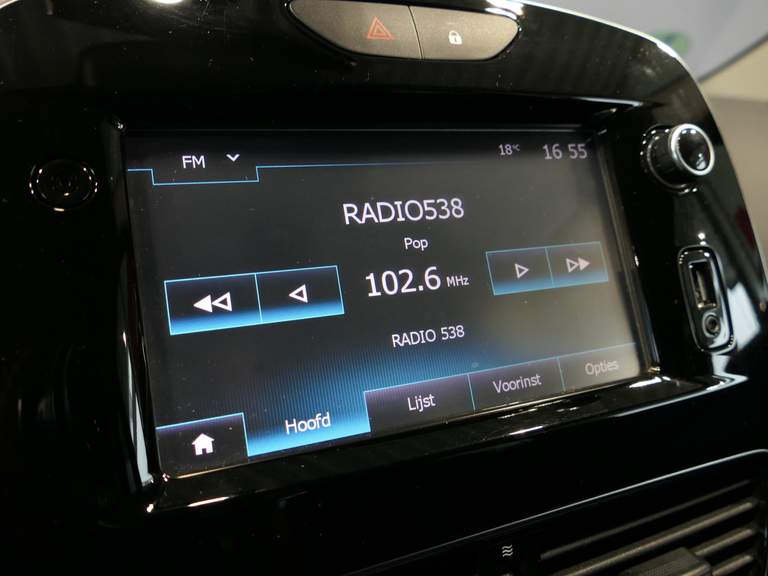 FM 18°C 16 55
RADIO538
Pop
102.6 MHz
RADIO 538
Hoofd Lijst Voorinst Opties